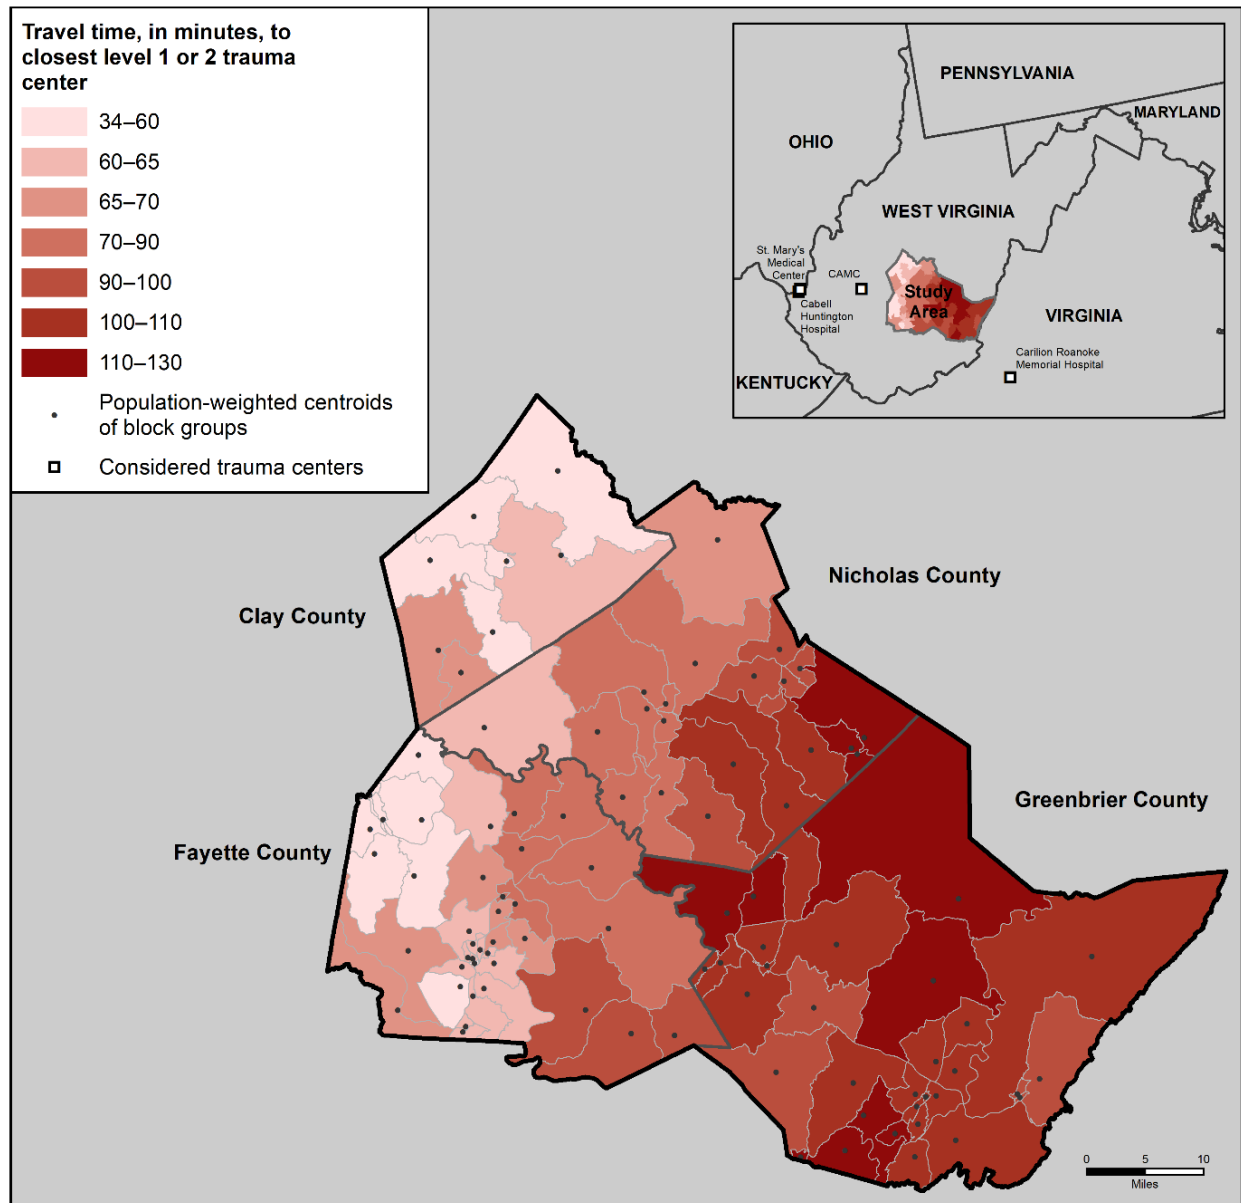 Travel time, in minutes, to
closest level 1 or 2 trauma
center
34–60
60–65
65–70
70–90
90–100
100–110
110–130
Population-weighted centroids
of block groups
Considered trauma centers
PENNSYLVANIA
MARYLAND
OHIO
WEST VIRGINIA
St. Mary's
Medical
Center
CAMC
Cabell
Huntington
Hospital
Study
Area
VIRGINIA
Carilion Roanoke
Memorial Hospital
KENTUCKY
Nicholas County
Clay County
Greenbrier County
Fayette County
0 5 10
Miles